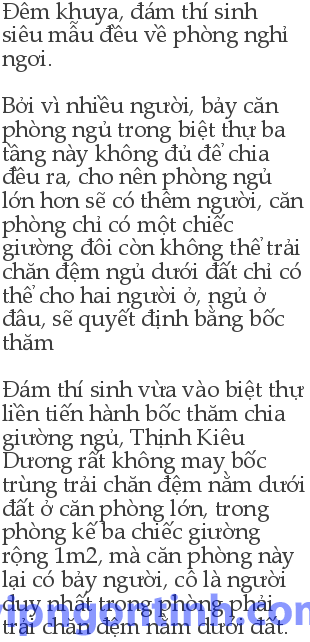 Đêm khuya, đám thí sinh
siêu mẫu đều về phòng nghỉ
ngơi.
Bởi vì nhiều người, bảy căn
phòng ngủ trong biệt thự ba
tầng này không đủ để chia
đều ra, cho nên phòng ngủ
lớn hơn sẽ có thêm người, căn
phòng chỉ có một chiếc
giường đôi còn không thể trải
chăn đệm ngủ dưới đất chỉ có
thể cho hai người ở, ngủ ở
đâu, sẽ quyết định bằng bốc
thăm
Đám thí sinh vừa vào biệt thự
liền tiến hành bốc thăm chia
giường ngủ, Thịnh Kiêu
Dương rất không may bốc
trùng trải chăn đệm nằm dưới
đất ở căn phòng lớn, trong
phòng kế ba chiếc giường
rộng 1m2, mà căn phòng này
lại có bảy người, cô là người
duy nhất trong phòng phải
trải chăn đệm nằm dưới đất.